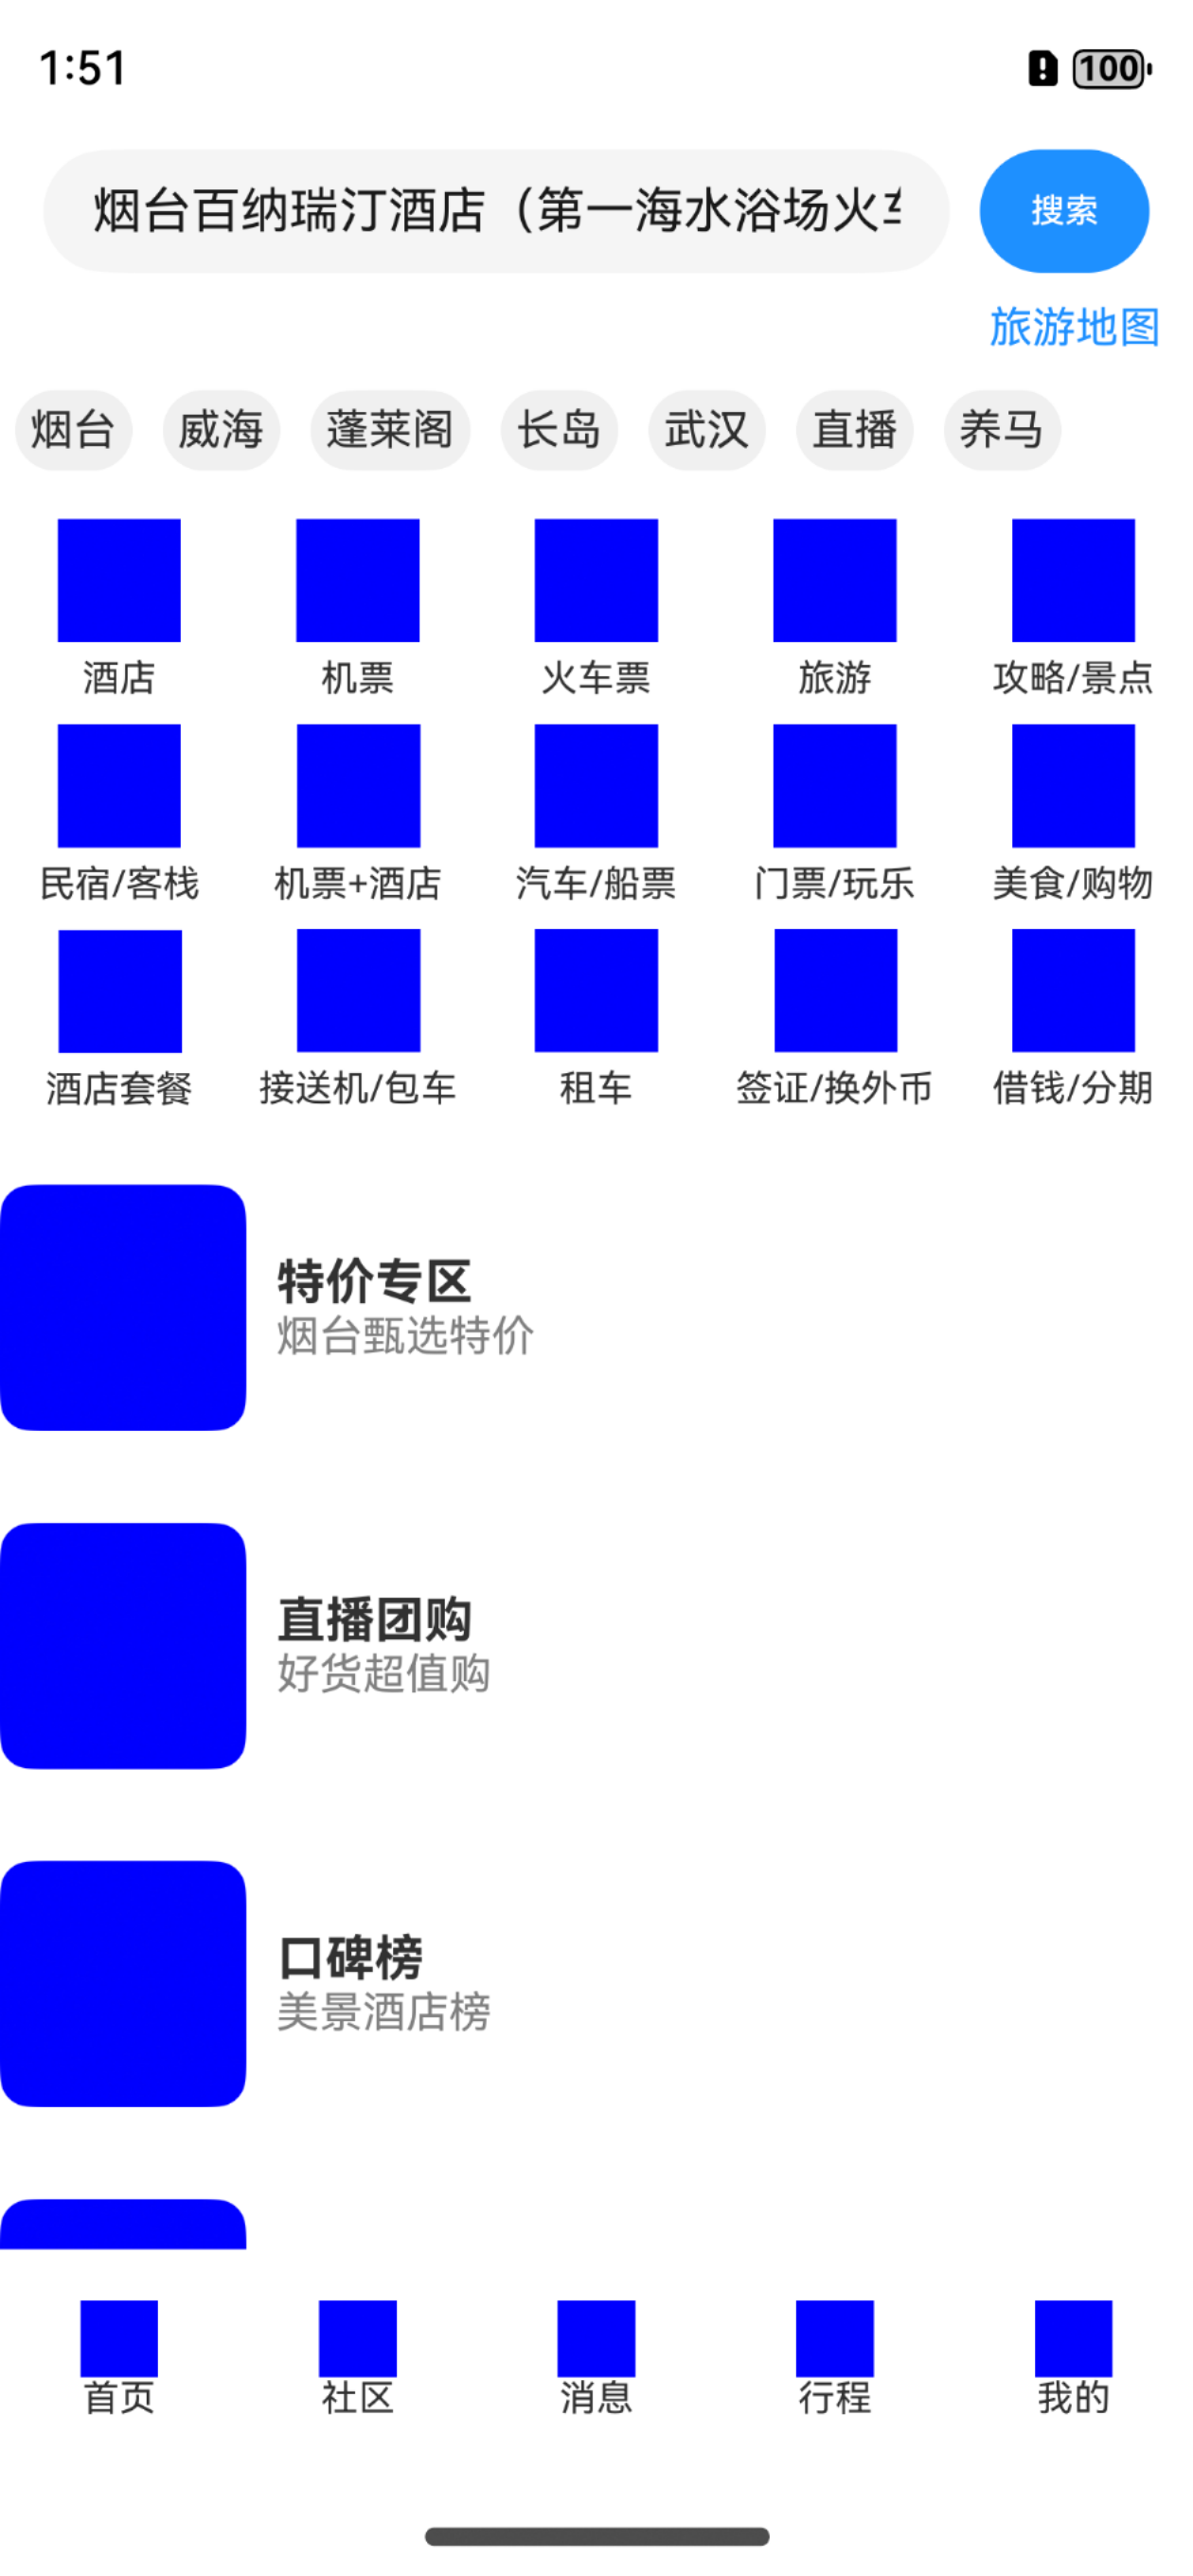 1:51
100
烟台百纳瑞汀酒店（第一海水浴场火
搜索
旅游地图
烟台 威海 蓬莱阁 长岛 武汉 直播 养马
酒店 机票 火车票 旅游 攻略/景点
民宿/客栈 机票+酒店 汽车/船票 门票/玩乐 美食/购物
酒店套餐 接送机/包车 租车 签证/换外币 借钱/分期
特价专区
烟台甄选特价
直播团购
好货超值购
口碑榜
美景酒店榜
首页 社区 消息 行程 我的